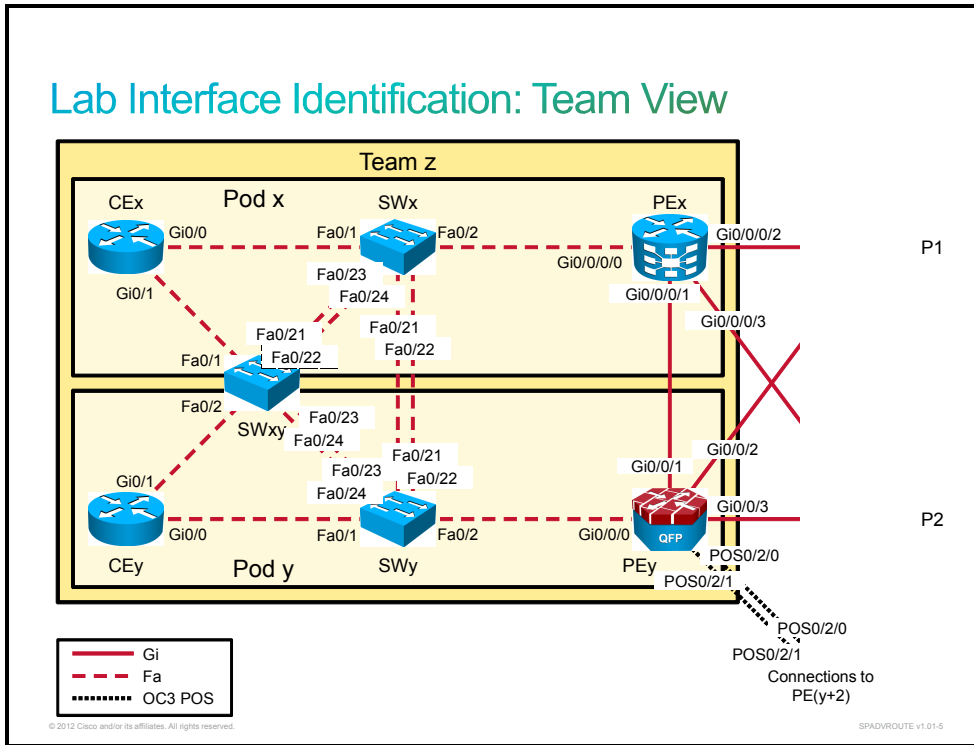 Lab Interface Identification: Team View
Team z
Pod x
CEx
SWx
PEx
Gi0/0
Fa0/1
Fa0/2
Gi0/0/0/0
Gi0/0/0/2
P1
Gi0/1
Fa0/23
Fa0/24
Gi0/0/0/1
Gi0/0/0/3
Fa0/21
Fa0/22
Fa0/21
Fa0/22
Fa0/1
Fa0/2
SWxy
Fa0/23
Fa0/24
Fa0/23
Fa0/24
Fa0/21
Fa0/22
Gi0/0/1
Gi0/0/2
Gi0/1
Gi0/0
Fa0/1
Fa0/2
Gi0/0/0
QFP
Gi0/0/3
P2
CEy
Pod y
SWy
PEy
POS0/2/0
POS0/2/1
POS0/2/0
POS0/2/1
Connections to
PE(y+2)
Gi
Fa
OC3 POS
© 2012 Cisco and/or its affiliates. All rights reserved.
SPADVROUTE v1.01-5